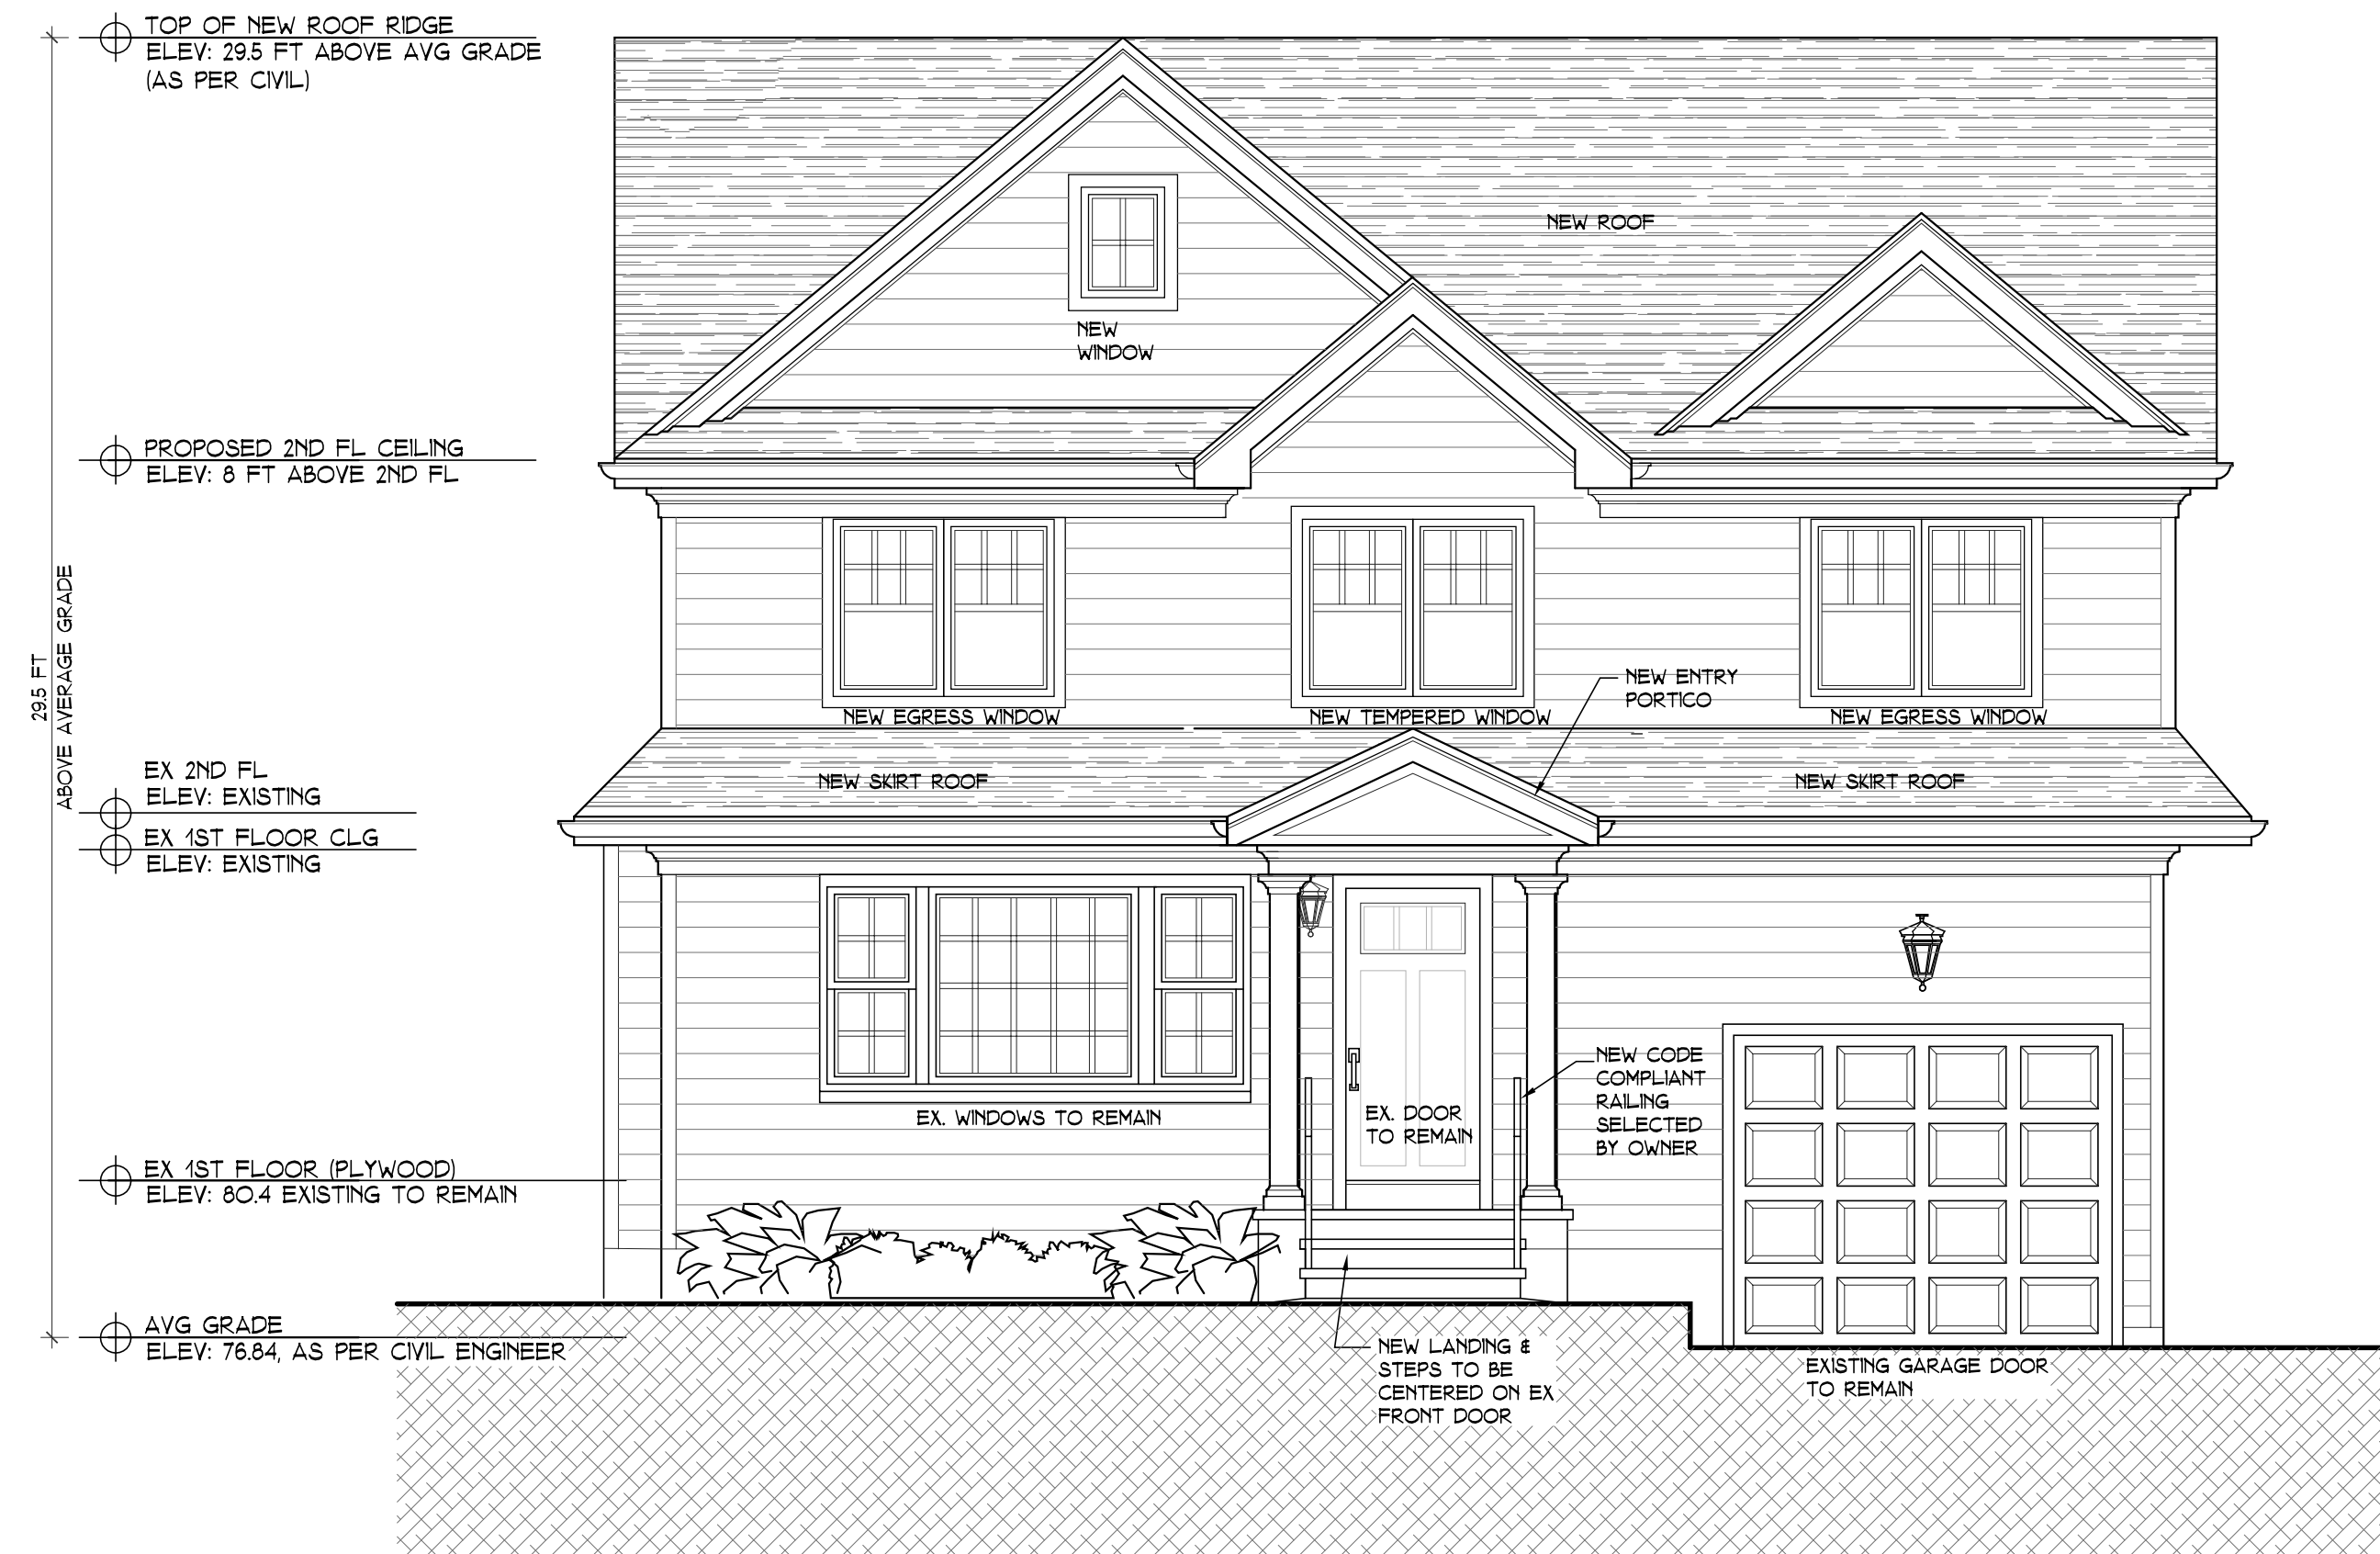 TOP OF NEW ROOF RIDGE
ELEV: 29.5 FT ABOVE AVG GRADE
(AS PER CIVIL)
NEW ROOF
NEW
WINDOW
PROPOSED 2ND FL CEILING
ELEV: 8 FT ABOVE 2ND FL
29.5 FT
ABOVE AVERAGE GRADE
NEW ENTRY
PORTICO
NEW EGRESS WINDOW
NEW TEMPERED WINDOW
NEW EGRESS WINDOW
EX 2ND FL
ELEV: EXISTING
NEW SKIRT ROOF
NEW SKIRT ROOF
EX 1ST FLOOR CLG
ELEV: EXISTING
NEW CODE
COMPLIANT
RAILING
SELECTED
BY OWNER
EX. WINDOWS TO REMAIN
EX. DOOR
TO REMAIN
EX 1ST FLOOR (PLYWOOD)
ELEV: 80.4 EXISTING TO REMAIN
AVG GRADE
ELEV: 76.84, AS PER CIVIL ENGINEER
NEW LANDING &
STEPS TO BE
CENTERED ON EX
FRONT DOOR
EXISTING GARAGE DOOR
TO REMAIN